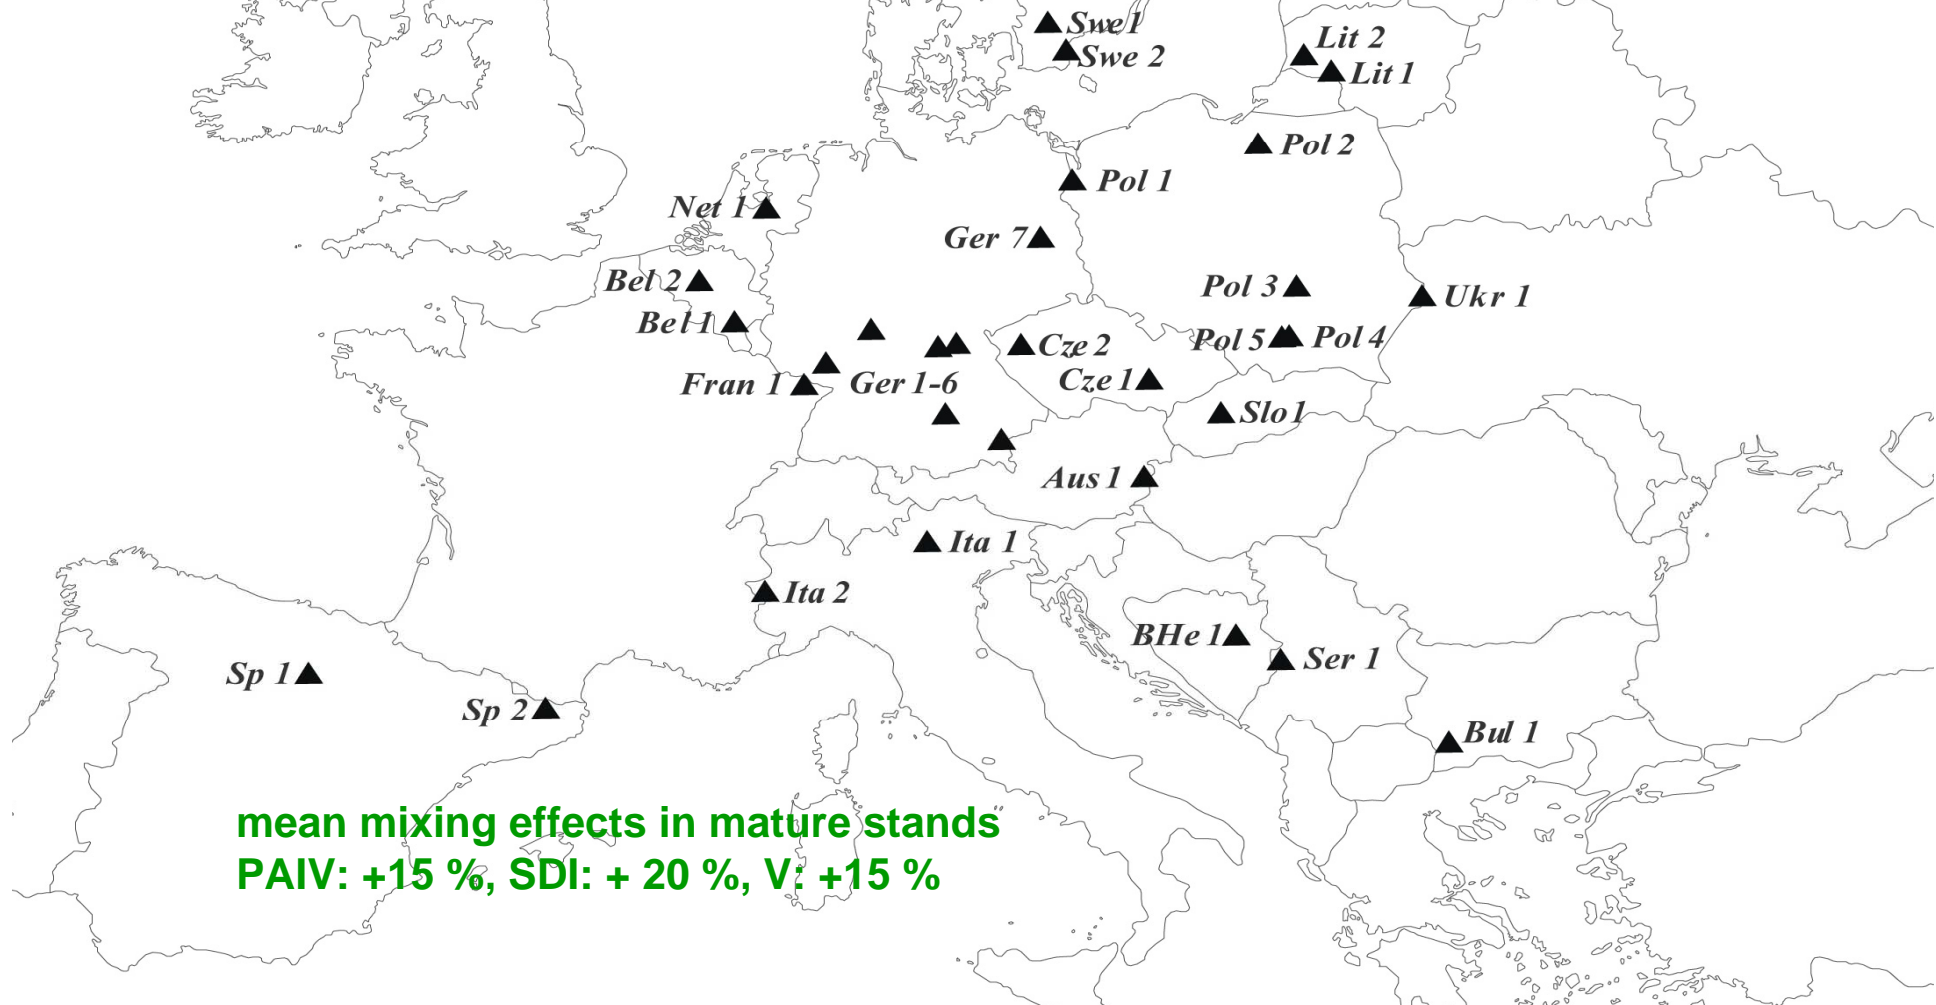 Swe 1
Swe 2
Lit 2
Lit 1
Pol 2
Pol 1
Net 1
Ger 7
Bel 2
Pol 3
Ukr 1
Bel 1
Cze 2
Pol 5
Pol 4
Fran 1
Ger 1-6
Cze 1
Slo 1
Aus 1
Ita 1
Ita 2
BHe 1
Ser 1
Sp 1
Sp 2
Bul 1
mean mixing effects in mature stands
PAIV: +15 %, SDI: + 20 %, V: +15 %